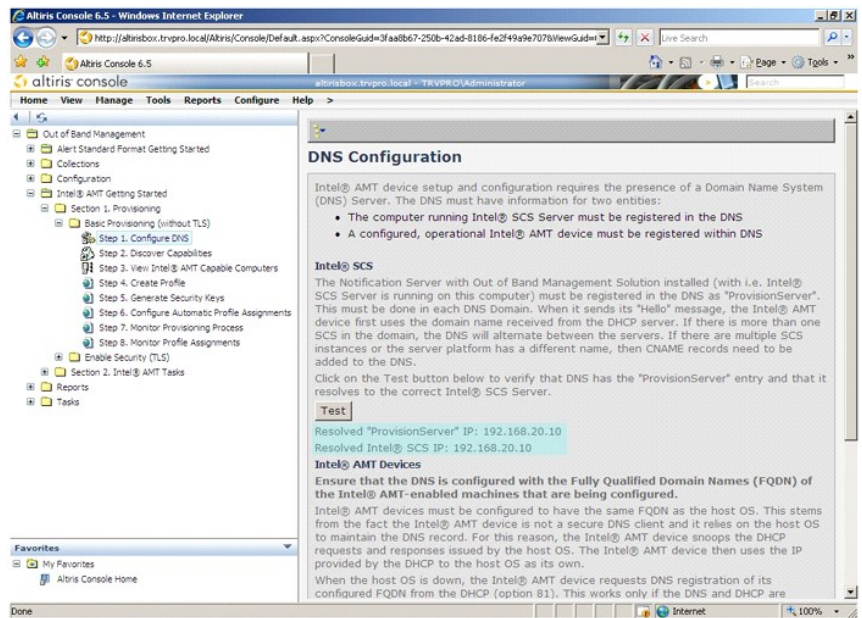 Altiris Console 6.5 - Windows Internet Explorer
http://altirisbox.trvpro.local/Altiris/Console/Default.aspx?ConsoleGuid=3faa8b67-250b-42ad-8186-fe2f49a9e707&ViewGuid=
Live Search
Altiris Console 6.5
Page
Tools
altiris console
altirisbox.trvpro.local - TRVPRO\Administrator
Search
Home View Manage Tools Reports Configure Help >
Out of Band Management
Alert Standard Format Getting Started
Collections
Configuration
Intel® AMT Getting Started
Section 1. Provisioning
Basic Provisioning (without TLS)
Step 1. Configure DNS
Step 2. Discover Capabilities
Step 3. View Intel® AMT Capable Computers
Step 4. Create Profile
Step 5. Generate Security Keys
Step 6. Configure Automatic Profile Assignments
Step 7. Monitor Provisioning Process
Step 8. Monitor Profile Assignments
Enable Security (TLS)
Section 2. Intel® AMT Tasks
Reports
Tasks
Favorites
My Favorites
Altiris Console Home
DNS Configuration
Intel® AMT device setup and configuration requires the presence of a Domain Name System
(DNS) Server. The DNS must have information for two entities:
• The computer running Intel® SCS Server must be registered in the DNS
• A configured, operational Intel® AMT device must be registered within DNS
Intel® SCS
The Notification Server with Out of Band Management Solution installed (with i.e. Intel®
SCS Server is running on this computer) must be registered in the DNS as "ProvisionServer".
This must be done in each DNS Domain. When it sends its "Hello" message, the Intel® AMT
device first uses the domain name received from the DHCP server. If there is more than one
SCS in the domain, the DNS will alternate between the servers. If there are multiple SCS
instances or the server platform has a different name, then CNAME records need to be
added to the DNS.
Click on the Test button below to verify that DNS has the "ProvisionServer" entry and that it
resolves to the correct Intel® SCS Server.
Test
Resolved "ProvisionServer" IP: 192.168.20.10
Resolved Intel® SCS IP: 192.168.20.10
Intel® AMT Devices
Ensure that the DNS is configured with the Fully Qualified Domain Names (FQDN) of
the Intel® AMT-enabled machines that are being configured.
Intel® AMT devices must be configured to have the same FQDN as the host OS. This stems
from the fact the Intel® AMT device is not a secure DNS client and it relies on the host OS
to maintain the DNS record. For this reason, the Intel® AMT device snoops the DHCP
requests and responses issued by the host OS. The Intel® AMT device then uses the IP
provided by the DHCP to the host OS as its own.
When the host OS is down, the Intel® AMT device requests DNS registration of its
configured FQDN from the DHCP (option 81). This works only if the DNS and DHCP are
Done
Internet
100%